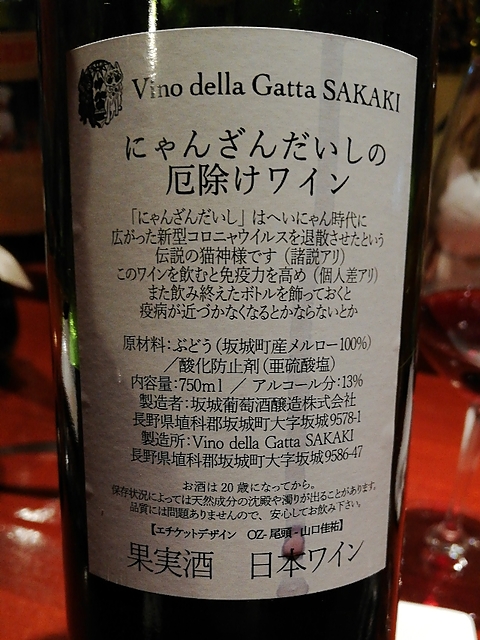 Vino della Gatta SAKAKI
にゃんざんだいしの
厄除けワイン
「にゃんざんだいし」はへいにゃん時代に
広がった新型コロニャウイルスを退散させたという
伝説の猫神様です（諸説アリ）
このワインを飲むと免疫力を高め（個人差アリ）
また飲み終えたボトルを飾っておくと
疫病が近づかなくなるとかならないとか
原材料：ぶどう（坂城町産メルロー100%）
／酸化防止剤（亜硫酸塩）
内容量：750ml ／ アルコール分：13%
製造者：坂城葡萄酒醸造株式会社
長野県埴科郡坂城町大字坂城9578-1
製造所：Vino della Gatta SAKAKI
長野県埴科郡坂城町大字坂城9586-47
お酒は20歳になってから。
保存状況によっては天然成分の沈殿や濁りが出ることがあります。
品質には問題ありませんので、安心してお飲み下さい。
【エチケットデザイン　OZ-尾頭-山口佳祐】
果実酒　日本ワイン